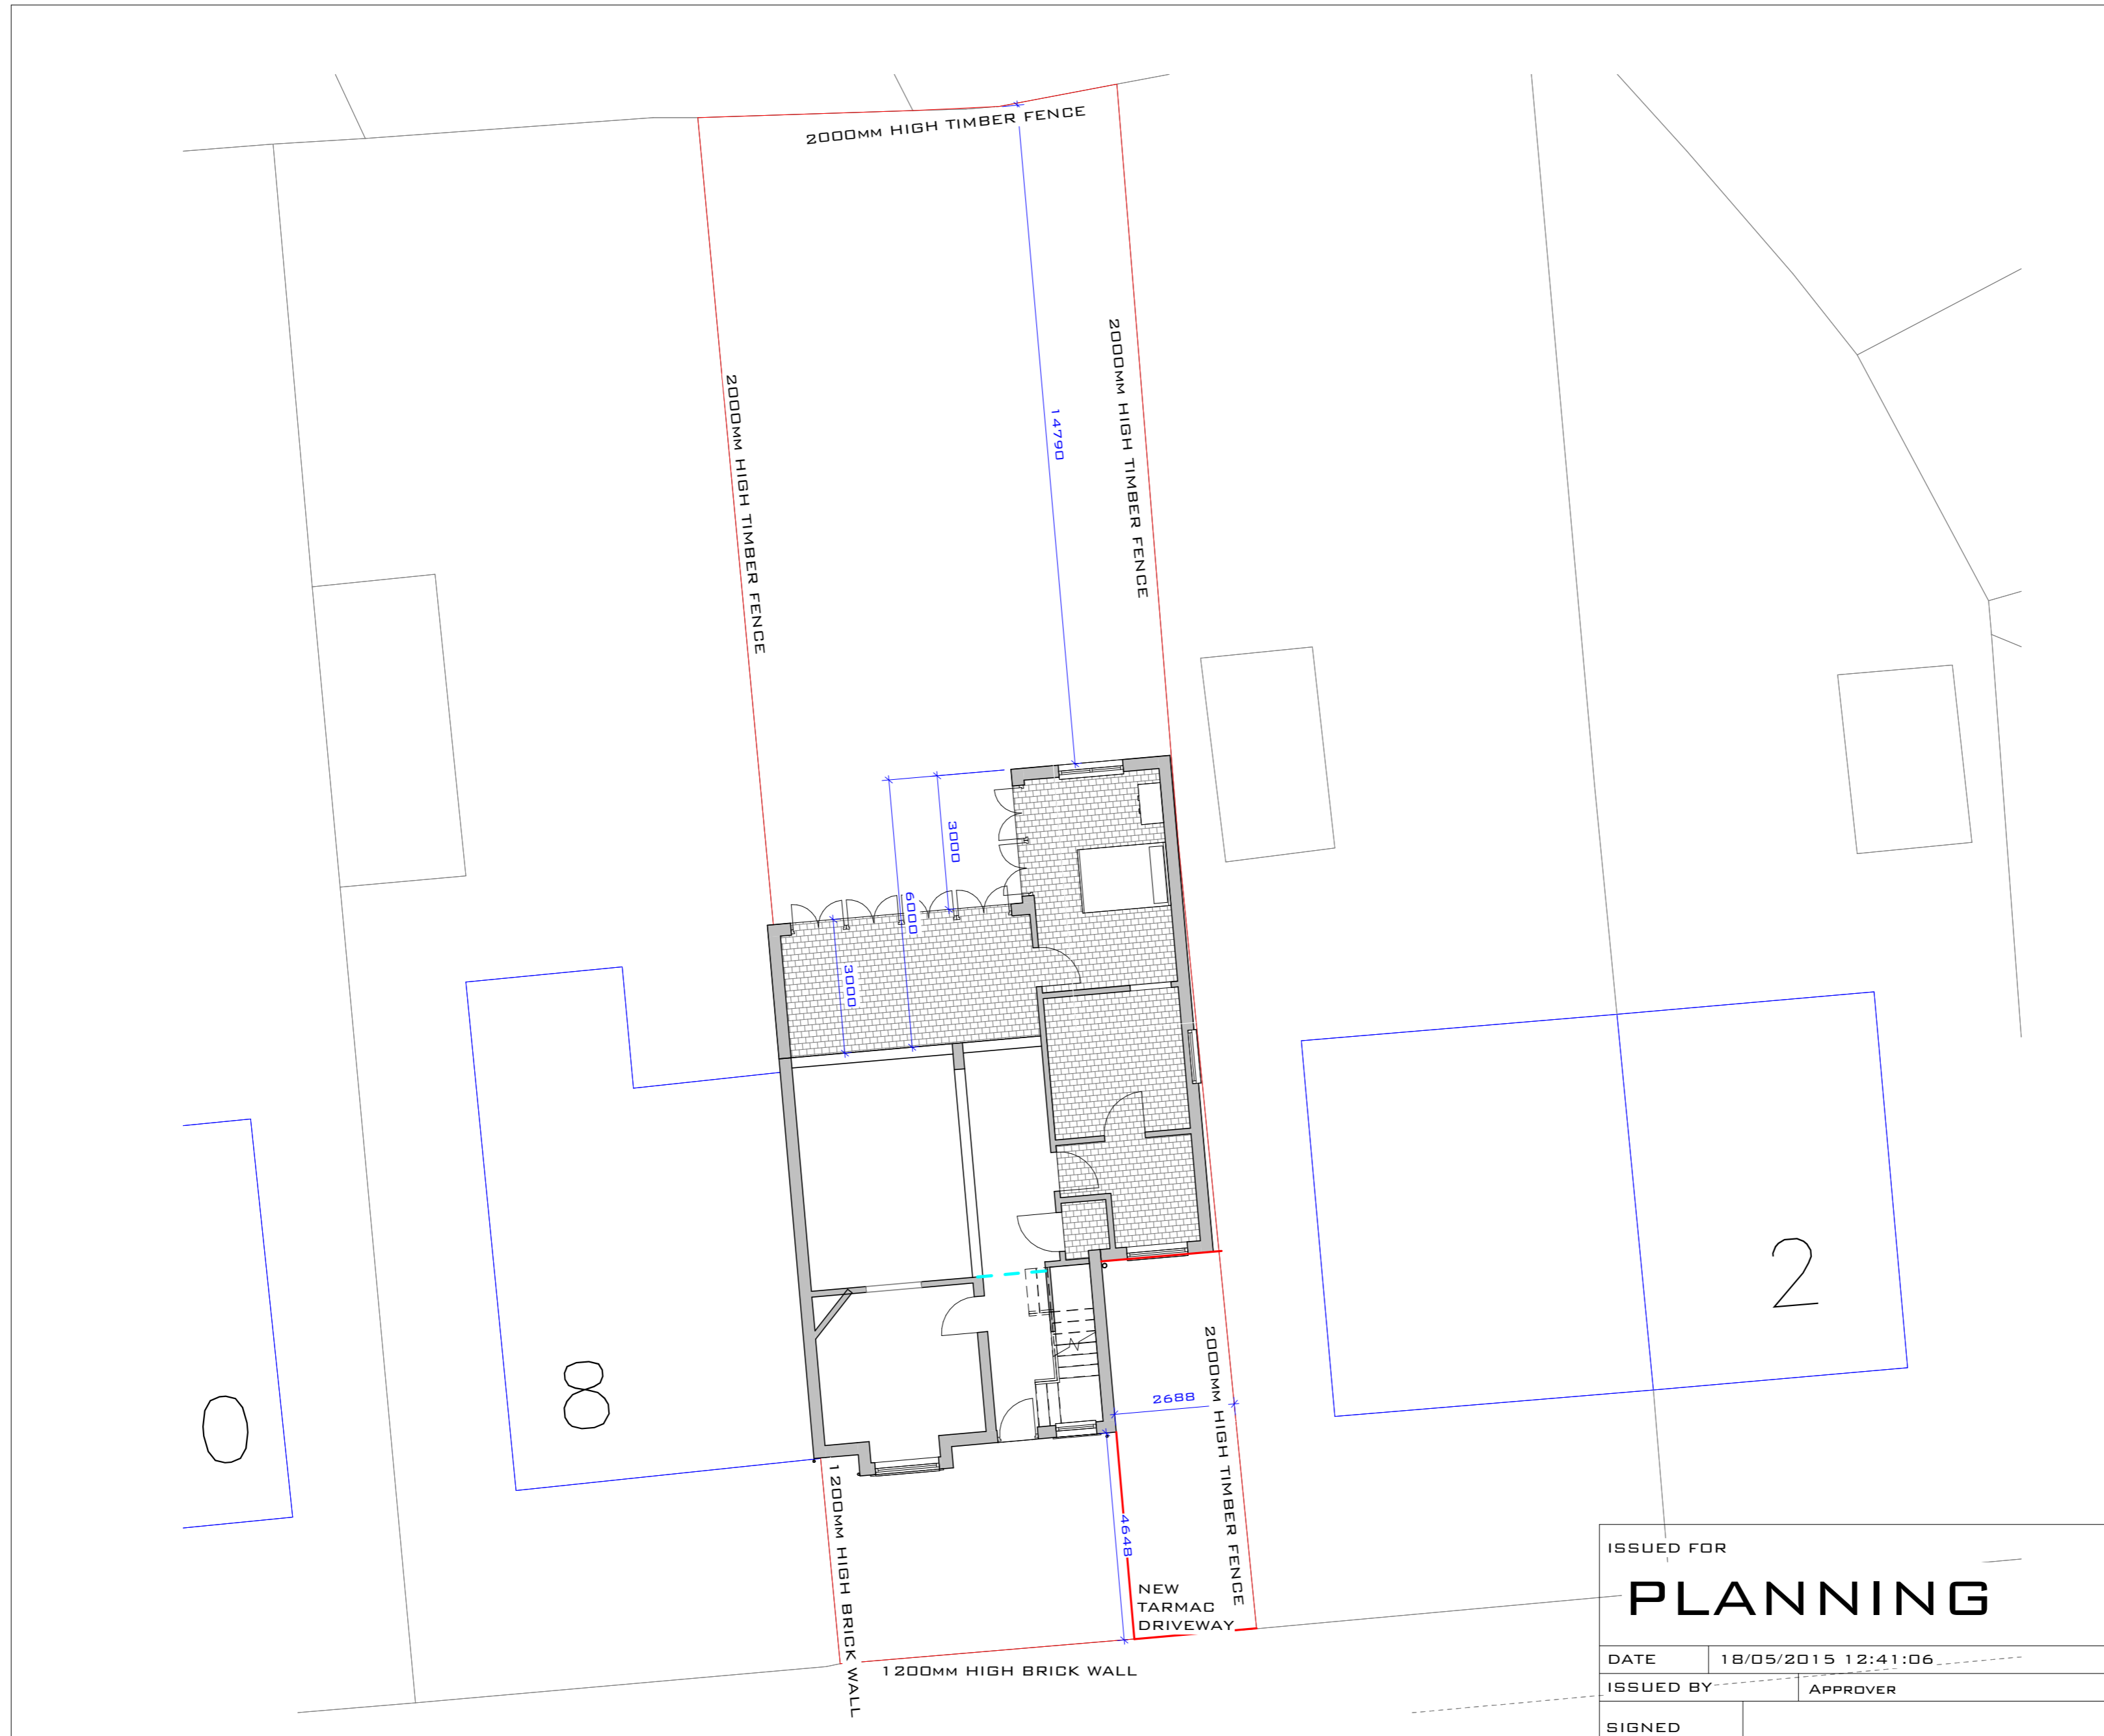 2000MM HIGH TIMBER FENCE
2000MM HIGH TIMBER FENCE
2000MM HIGH TIMBER FENCE
14790
3000
6000
3000
2
8
0
2688
2000MM HIGH TIMBER FENCE
4648
1200MM HIGH BRICK WALL
NEW
TARMAC
DRIVEWAY
1200MM HIGH BRICK WALL
ISSUED FOR
PLANNING
DATE 18/05/2015 12:41:06
ISSUED BY APPROVER
SIGNED